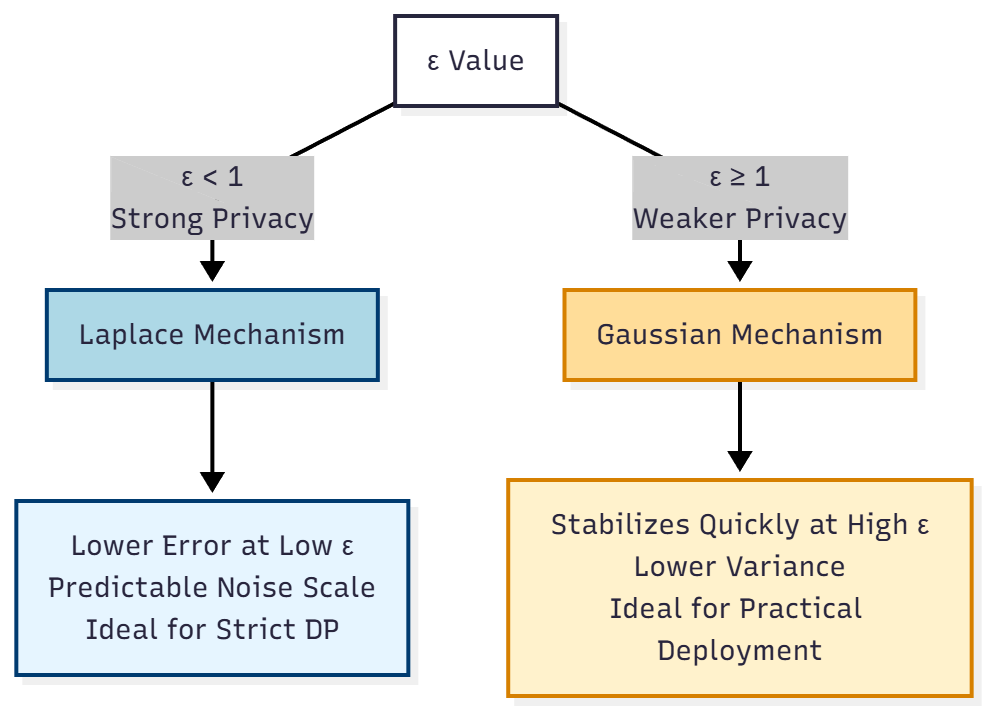 ε Value
ε < 1
Strong Privacy
ε ≥ 1
Weaker Privacy
Laplace Mechanism
Gaussian Mechanism
Lower Error at Low ε
Predictable Noise Scale
Ideal for Strict DP
Stabilizes Quickly at High ε
Lower Variance
Ideal for Practical
Deployment